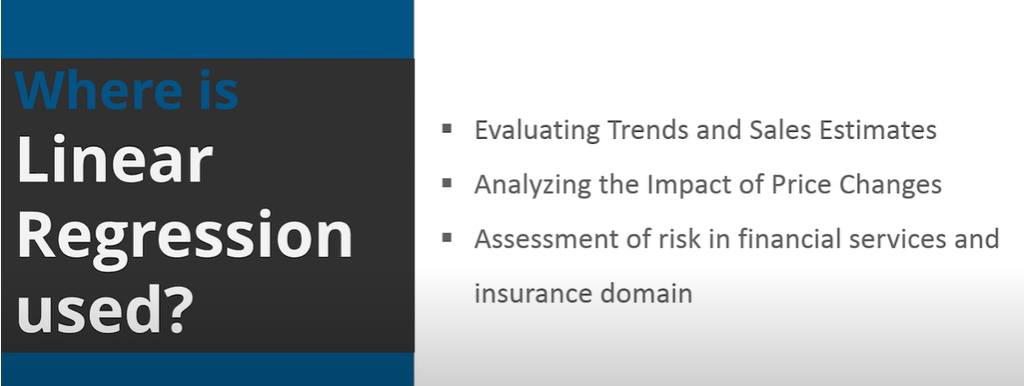 Where is
Linear
Regression
used?
▪ Evaluating Trends and Sales Estimates
▪ Analyzing the Impact of Price Changes
▪ Assessment of risk in financial services and
insurance domain